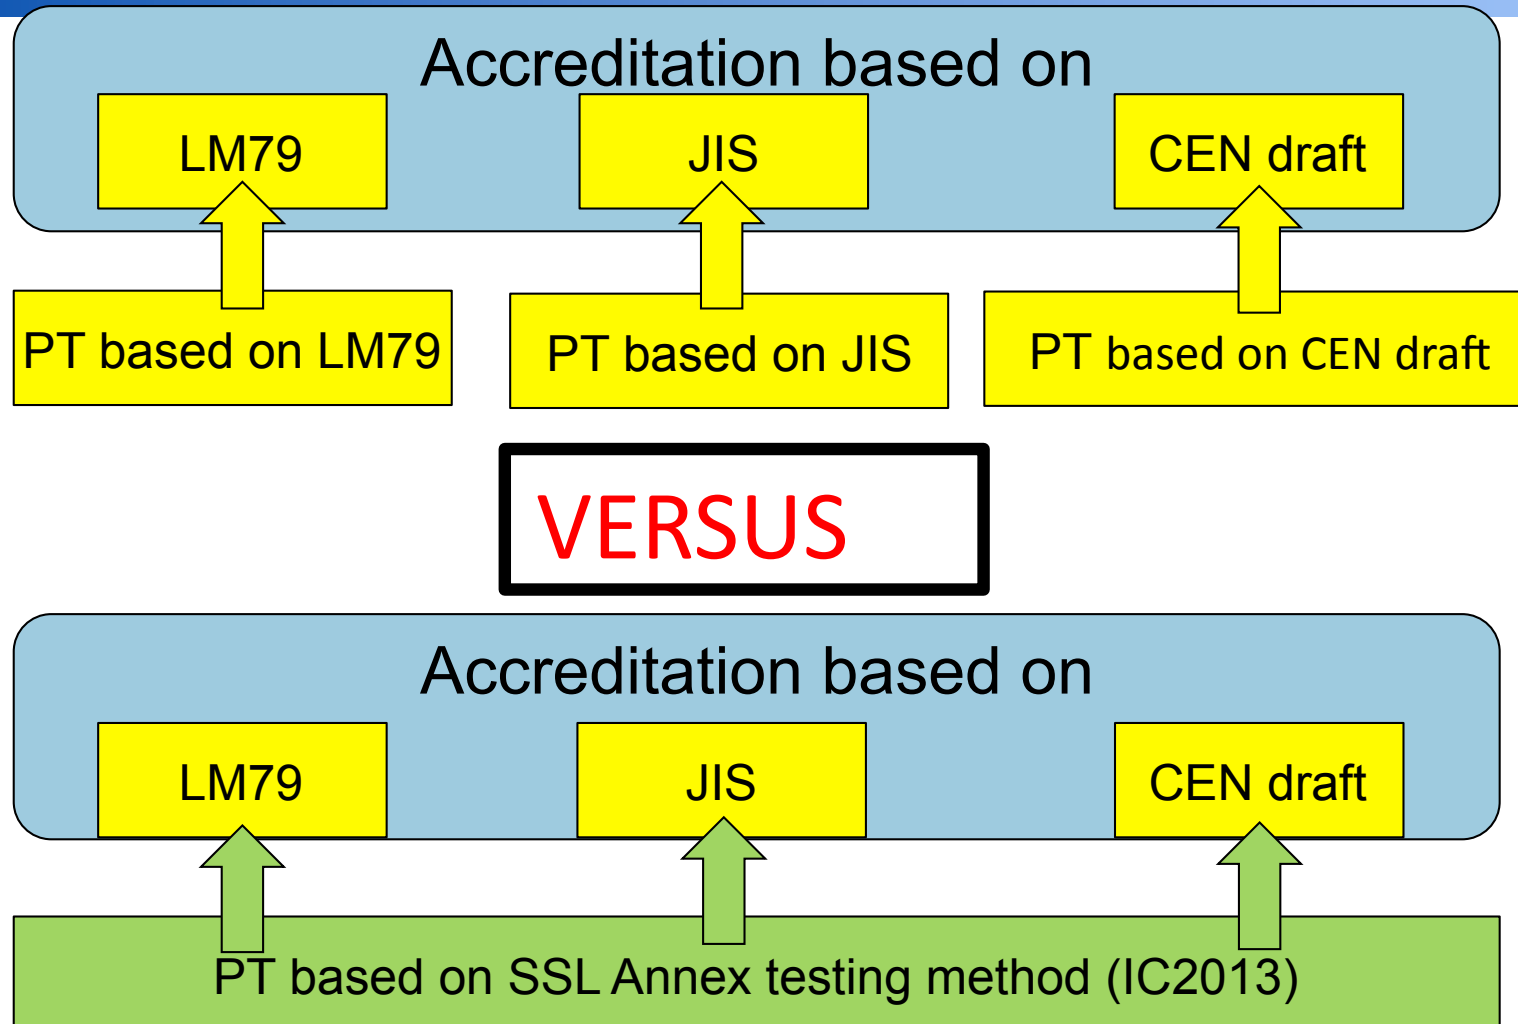 Accreditation based on
LM79
JIS
CEN draft
PT based on LM79
PT based on JIS
PT based on CEN draft
VERSUS
Accreditation based on
LM79
JIS
CEN draft
PT based on SSL Annex testing method (IC2013)